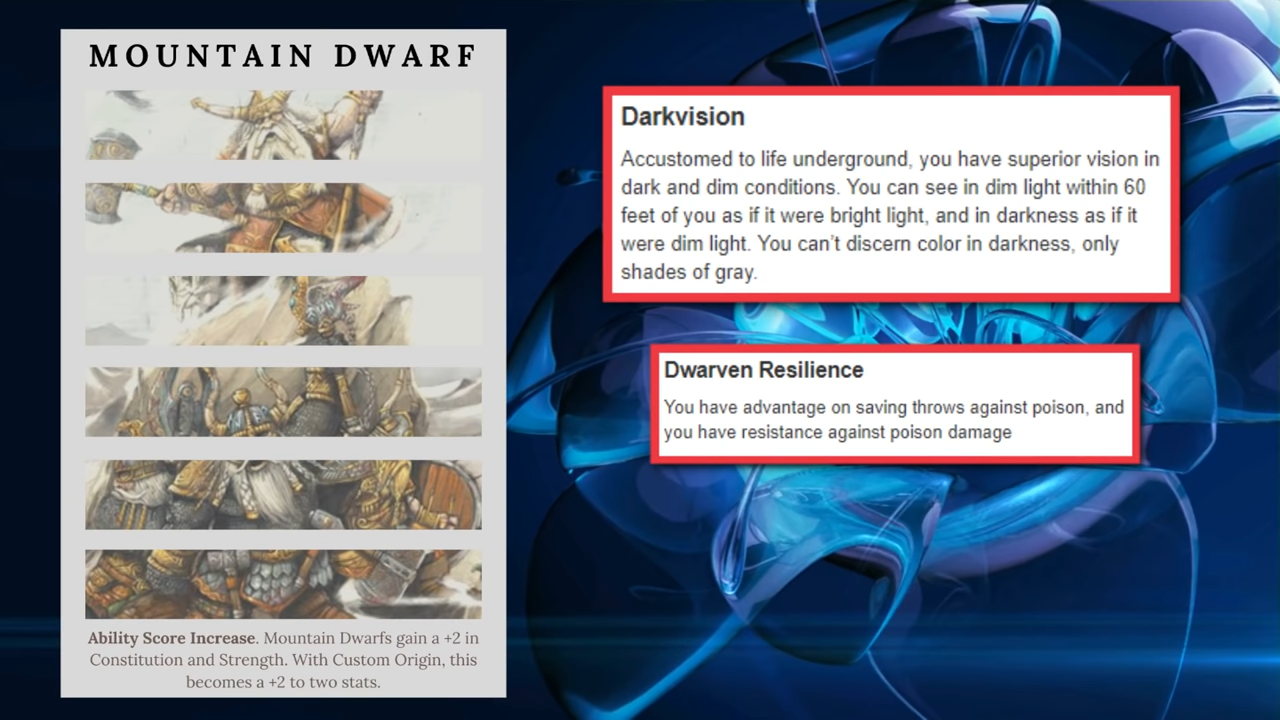 MOUNTAIN DWARF
Ability Score Increase. Mountain Dwarfs gain a +2 in
Constitution and Strength. With Custom Origin, this
becomes a +2 to two stats.
Darkvision
Accustomed to life underground, you have superior vision in
dark and dim conditions. You can see in dim light within 60
feet of you as if it were bright light, and in darkness as if it
were dim light. You can’t discern color in darkness, only
shades of gray.
Dwarven Resilience
You have advantage on saving throws against poison, and
you have resistance against poison damage